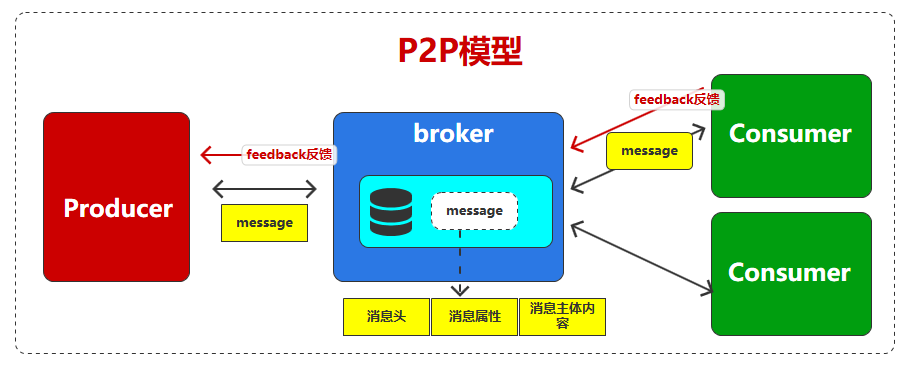 P2P模型
Producer
feedback反馈
message
broker
message
消息头
消息属性
消息主体内
容
feedback反馈
message
Consumer
Consumer